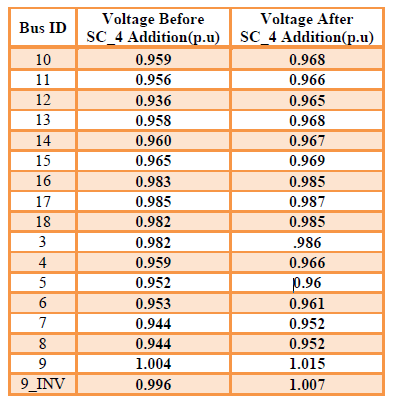 Bus ID Voltage Before SC_4 Addition(p.u) Voltage After SC_4 Addition(p.u)
10 0.959 0.968
11 0.956 0.966
12 0.936 0.965
13 0.958 0.968
14 0.960 0.967
15 0.965 0.969
16 0.983 0.985
17 0.985 0.987
18 0.982 0.985
3 0.982 .986
4 0.959 0.966
5 0.952 0.96
6 0.953 0.961
7 0.944 0.952
8 0.944 0.952
9 1.004 1.015
9_INV 0.996 1.007